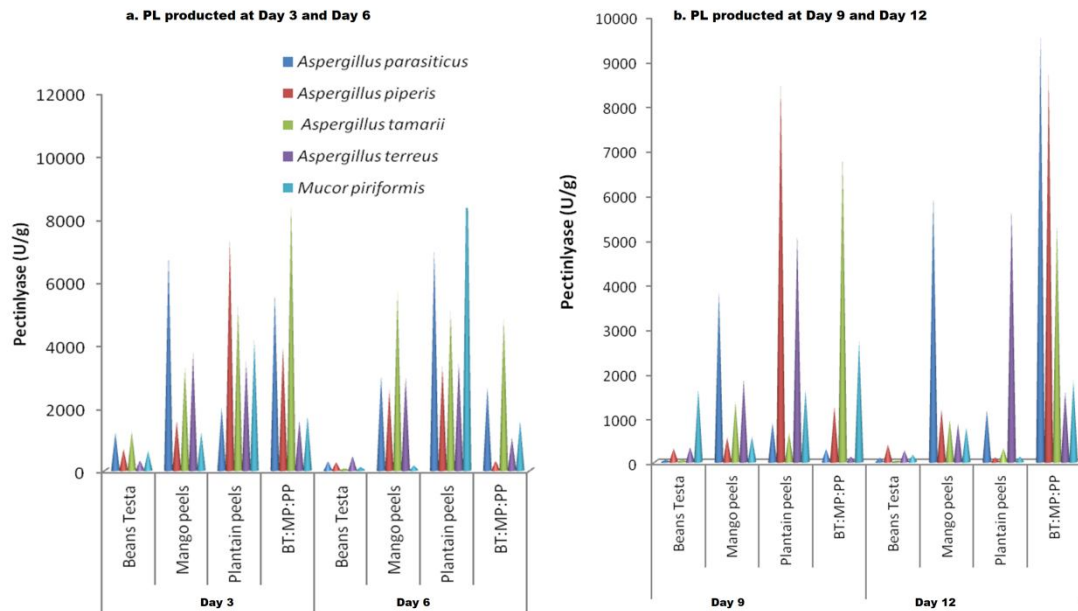 a. PL producted at Day 3 and Day 6
Aspergillus parasiticus
Aspergillus piperis
Aspergillus tamarii
Aspergillus terreus
Mucor piriformis
Pectinlyase (U/g)
12000
10000
8000
6000
4000
2000
0
Beans Testa
Mango peels
Plantain peels
BT:MP:PP
Beans Testa
Mango peels
Plantain peels
BT:MP:PP
Day 3
Day 6
b. PL producted at Day 9 and Day 12
Pectinlyase (U/g)
10000
9000
8000
7000
6000
5000
4000
3000
2000
1000
0
Beans Testa
Mango peels
Plantain peels
BT:MP:PP
Beans Testa
Mango peels
Plantain peels
BT:MP:PP
Day 9
Day 12